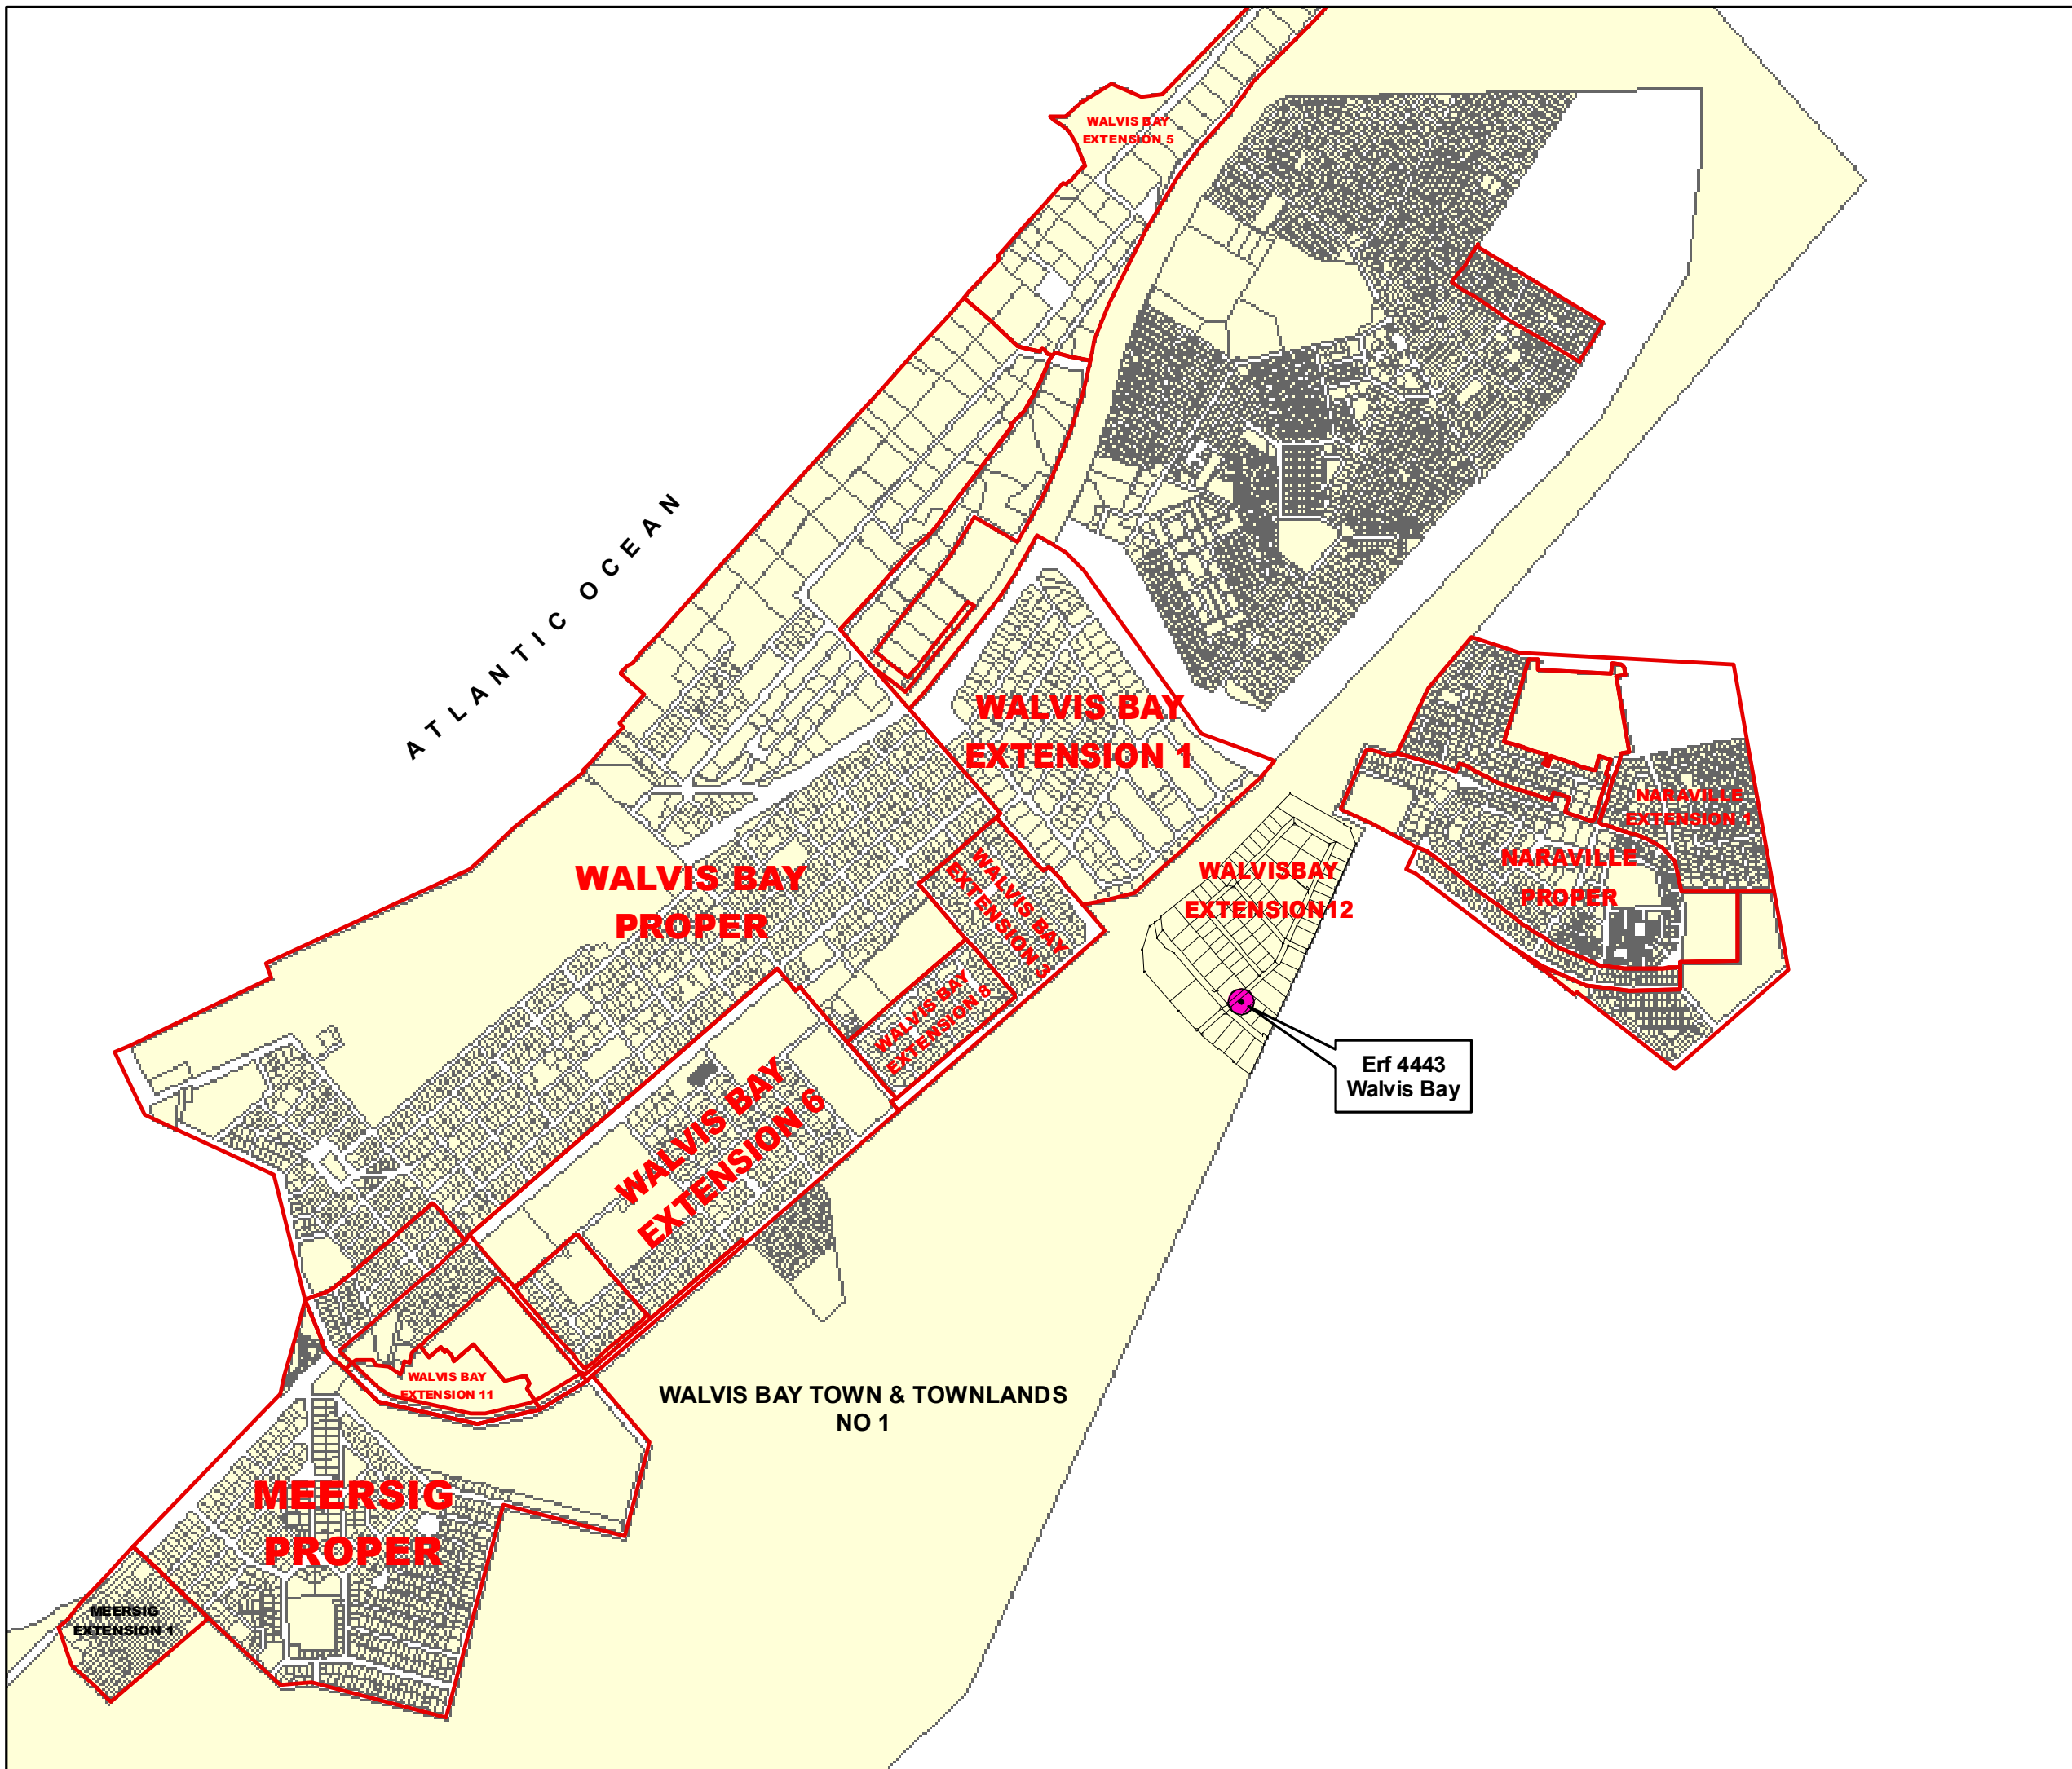 WALVIS BAY
EXTENSION 5
ATLANTIC OCEAN
WALVIS BAY
EXTENSION 1
NARAVILLE
EXTENSION 1
NARAVILLE
PROPER
WALVIS BAY
PROPER
WALVIS BAY
EXTENSION 3
WALVISBAY
EXTENSION12
WALVIS BAY
EXTENSION 8
Erf 4443
Walvis Bay
WALVIS BAY
EXTENSION 6
WALVIS BAY
EXTENSION 11
WALVIS BAY TOWN & TOWNLANDS
NO 1
MEERSIG
PROPER
MEERSIG
EXTENSION 1